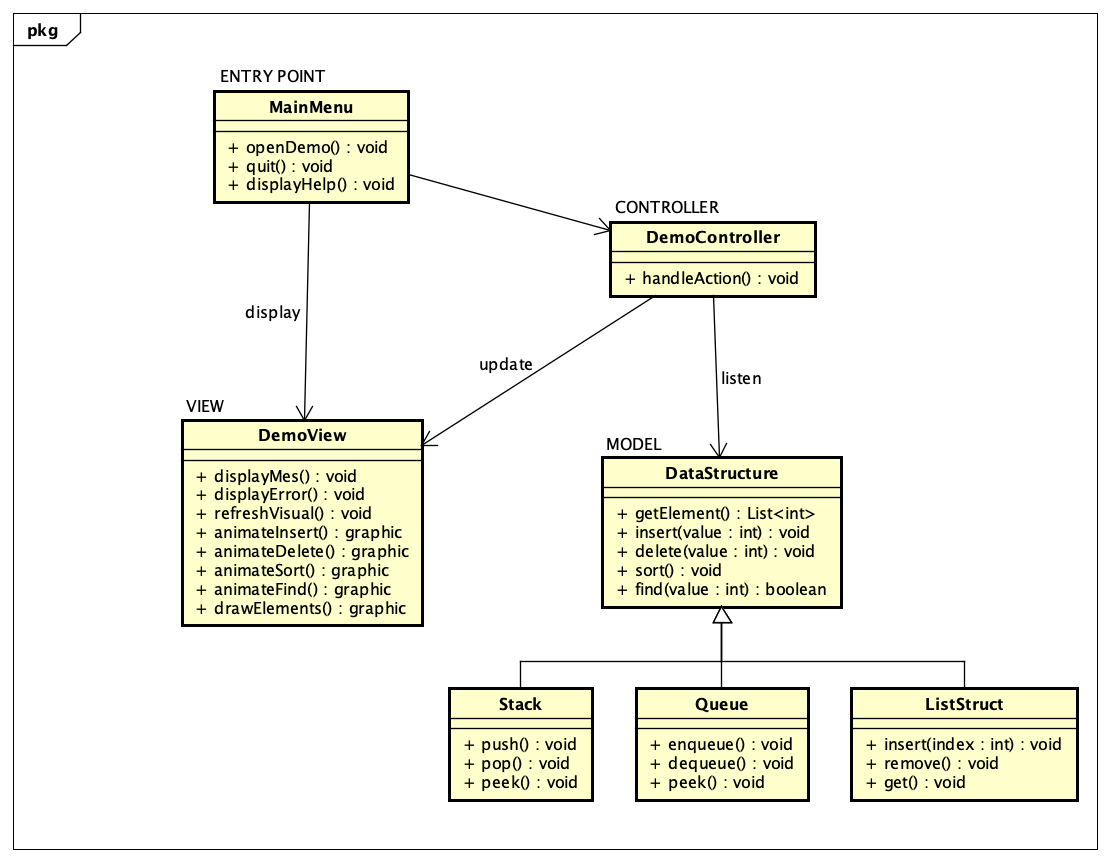 pkg
ENTRY POINT
MainMenu
+ openDemo() : void
+ quit() : void
+ displayHelp() : void
CONTROLLER
DemoController
+ handleAction() : void
display
update
listen
VIEW
DemoView
+ displayMes() : void
+ displayError() : void
+ refreshVisual() : void
+ animateInsert() : graphic
+ animateDelete() : graphic
+ animateSort() : graphic
+ animateFind() : graphic
+ drawElements() : graphic
MODEL
DataStructure
+ getElement() : List<int>
+ insert(value : int) : void
+ delete(value : int) : void
+ sort() : void
+ find(value : int) : boolean
Stack
+ push() : void
+ pop() : void
+ peek() : void
Queue
+ enqueue() : void
+ dequeue() : void
+ peek() : void
ListStruct
+ insert(index : int) : void
+ remove() : void
+ get() : void